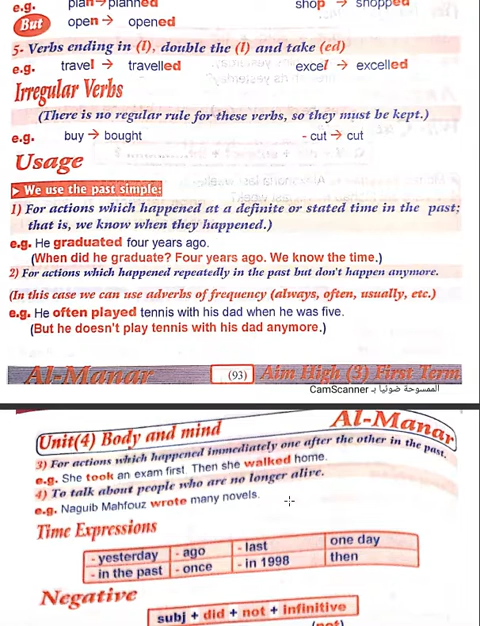 e.g. plan → planned shop → shopped
But open → opened
5- Verbs ending in (l), double the (l) and take (ed)
e.g. travel → travelled excel → excelled
Irregular Verbs
(There is no regular rule for these verbs, so they must be kept.)
e.g. buy → bought - cut → cut
Usage
We use the past simple:
1) For actions which happened at a definite or stated time in the past;
that is, we know when they happened.)
e.g. He graduated four years ago.
(When did he graduate? Four years ago. We know the time.)
2) For actions which happened repeatedly in the past but don't happen anymore.
(In this case we can use adverbs of frequency (always, often, usually, etc.)
e.g. He often played tennis with his dad when he was five.
(But he doesn't play tennis with his dad anymore.)
Al-Manar (93) Aim High (3) First Term
الممسوحة ضوئيا بـ CamScanner
Al-Manar
Unit(4) Body and mind
3) For actions which happened immediately one after the other in the past.
e.g. She took an exam first. Then she walked home.
4) To talk about people who are no longer alive.
e.g. Naguib Mahfouz wrote many novels.
Time Expressions
- yesterday - ago - last one day
- in the past - once - in 1998 then
Negative
subj + did + not + infinitive